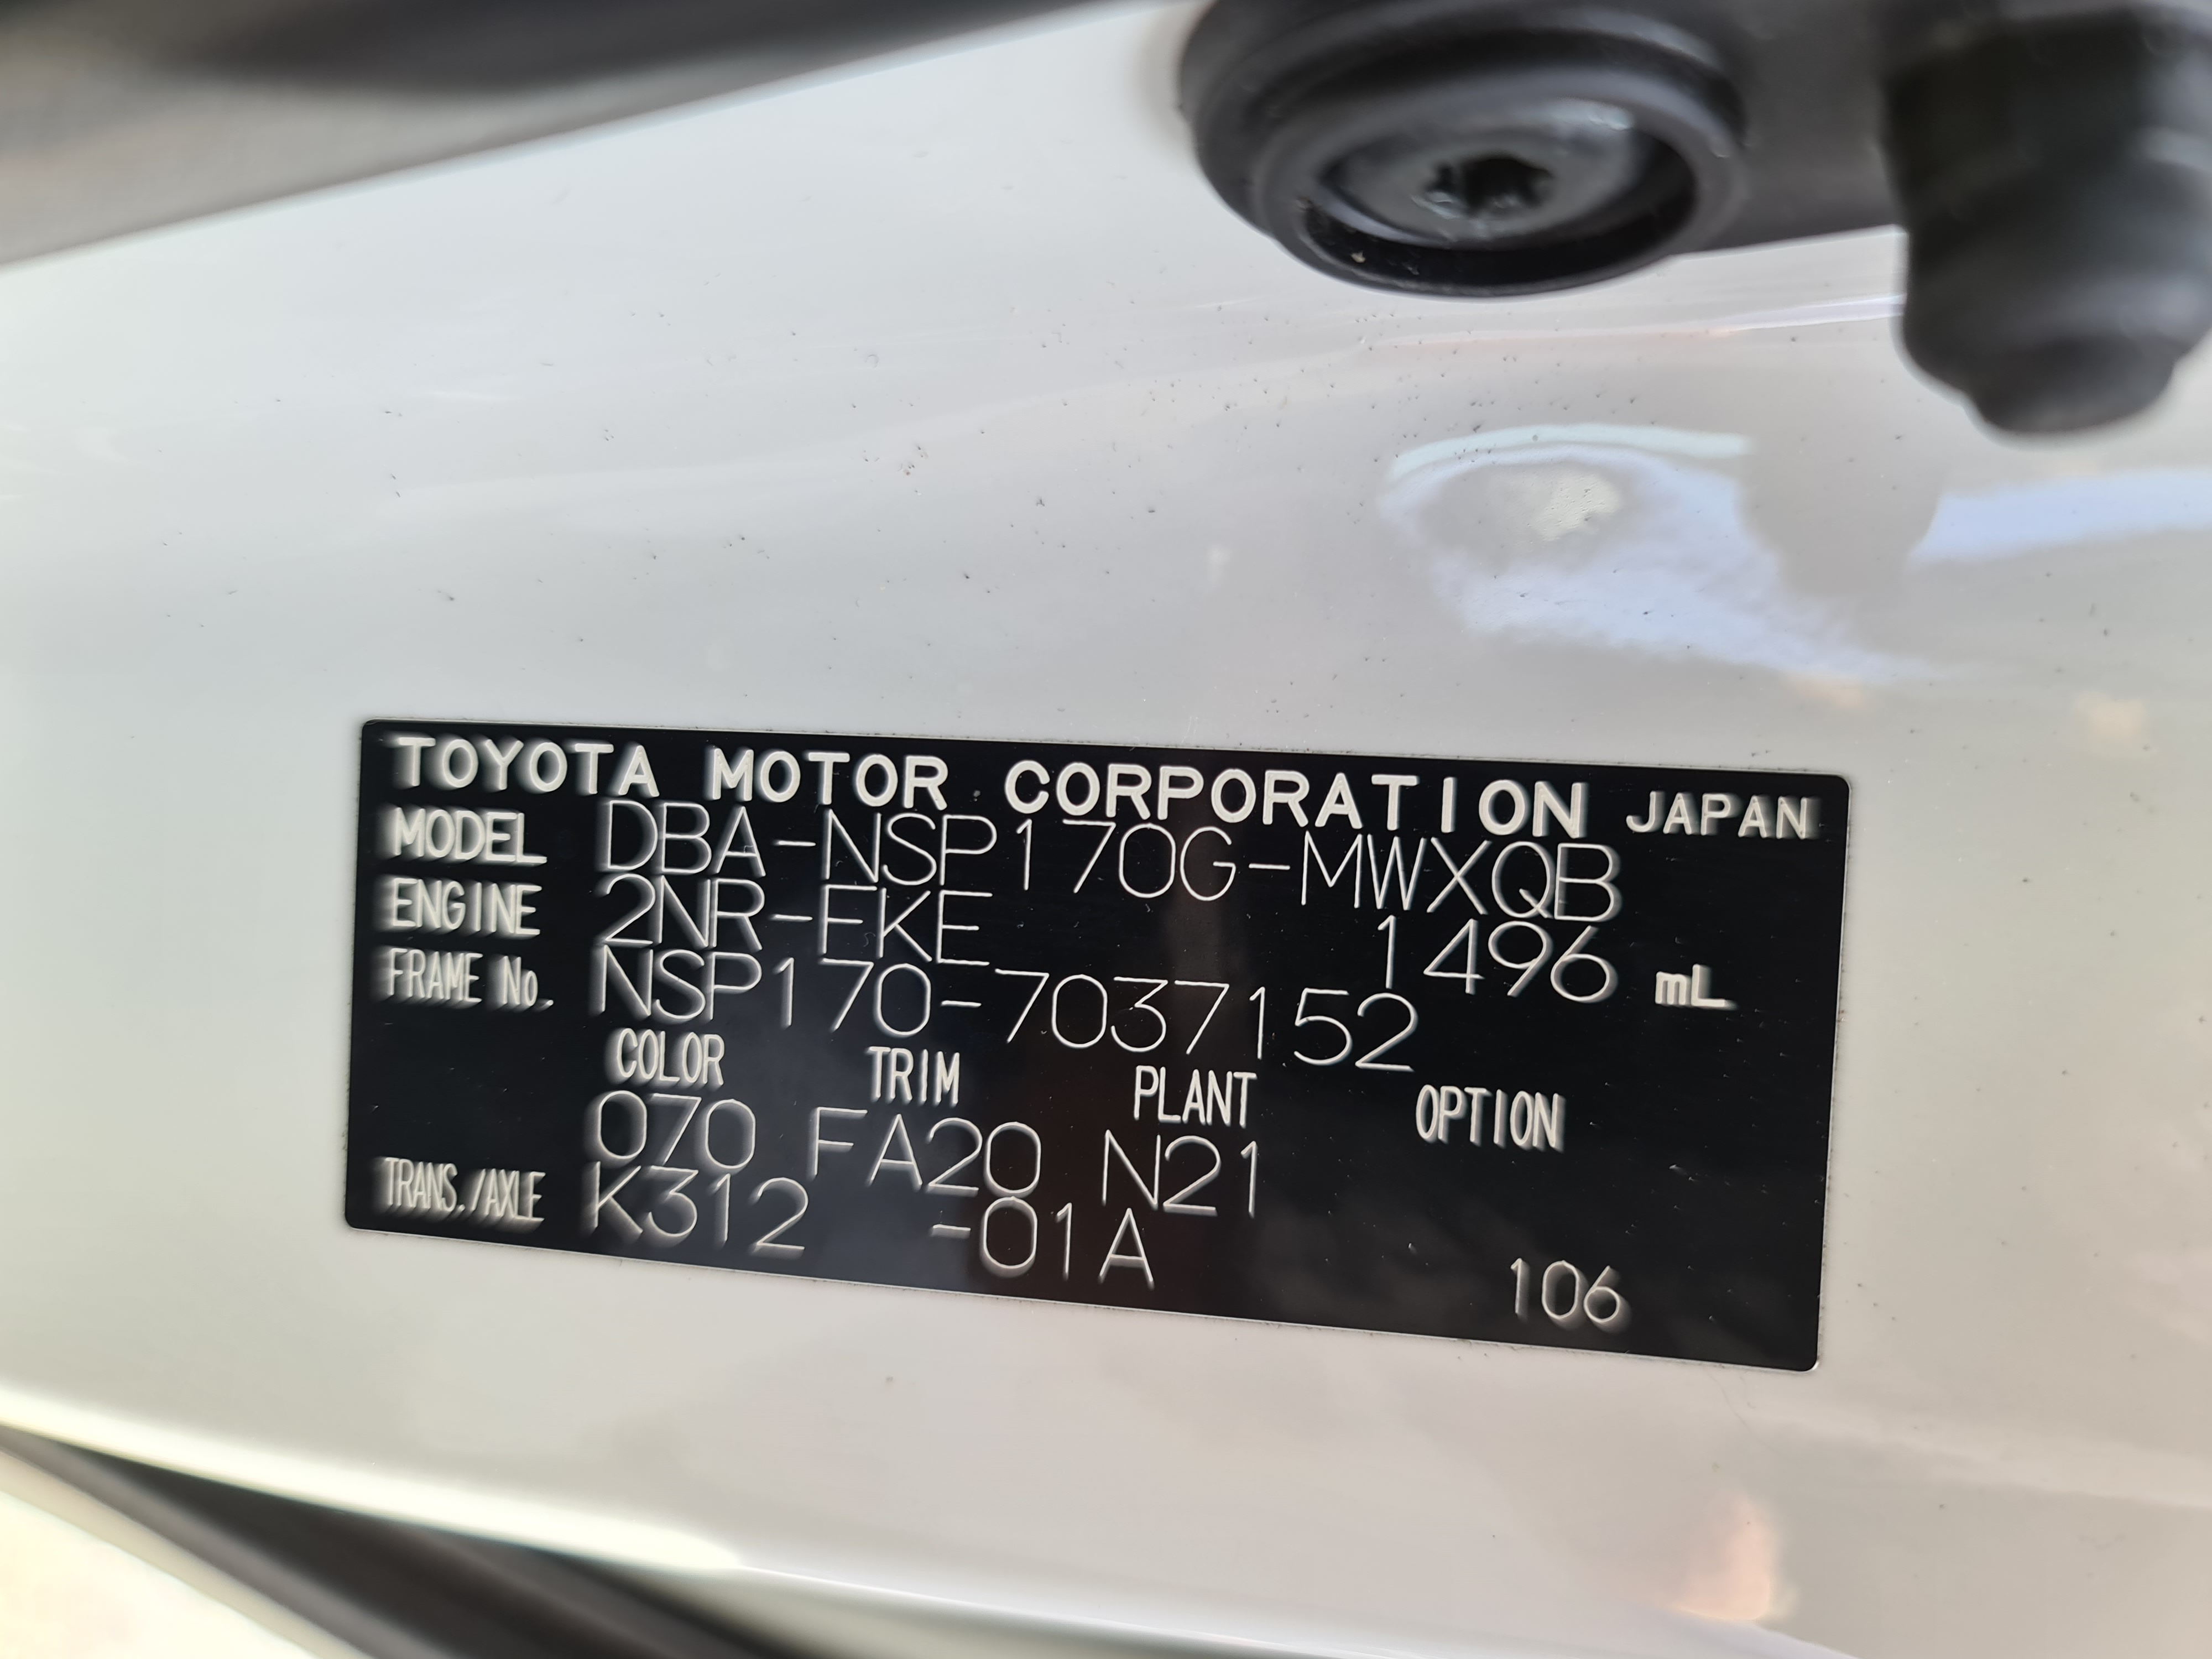 TOYOTA MOTOR CORPORATION JAPAN
MODEL DBA-NSP170G-MWXQB
ENGINE 2NR-FKE 1496 mL
FRAME No. NSP170-7037152
COLOR TRIM PLANT OPTION
070 FA20 N21
TRANS./AXLE K312 -01A
106